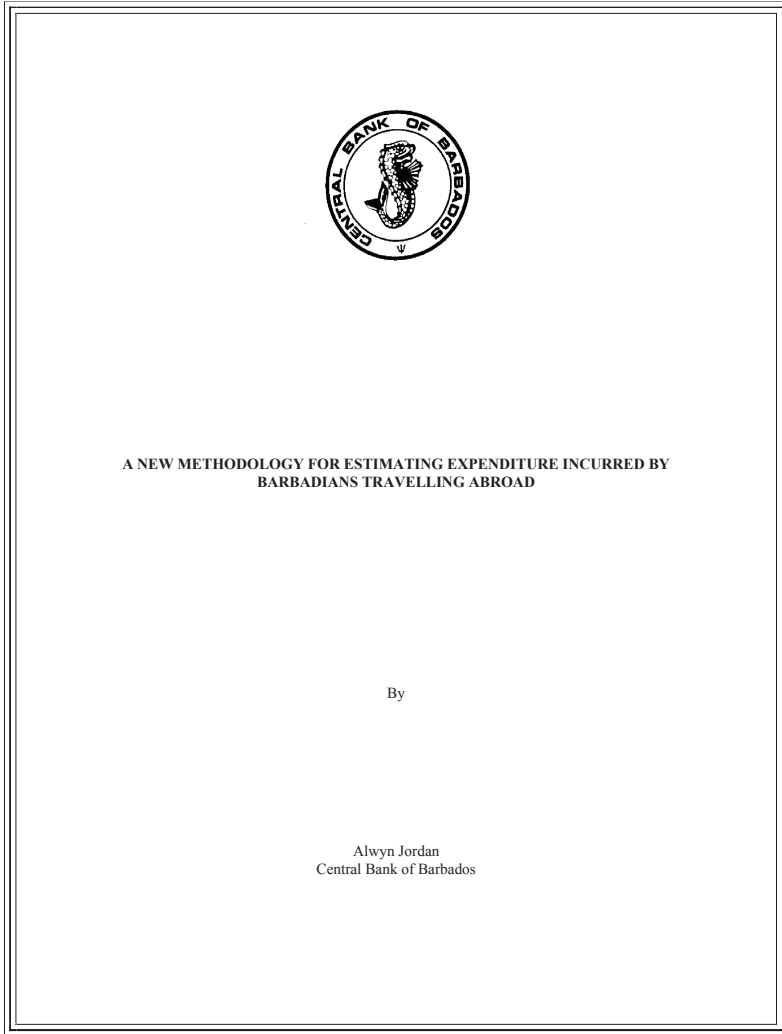 CENTRAL BANK OF BARBADOS
A NEW METHODOLOGY FOR ESTIMATING EXPENDITURE INCURRED BY
BARBADIANS TRAVELLING ABROAD
By
Alwyn Jordan
Central Bank of Barbados